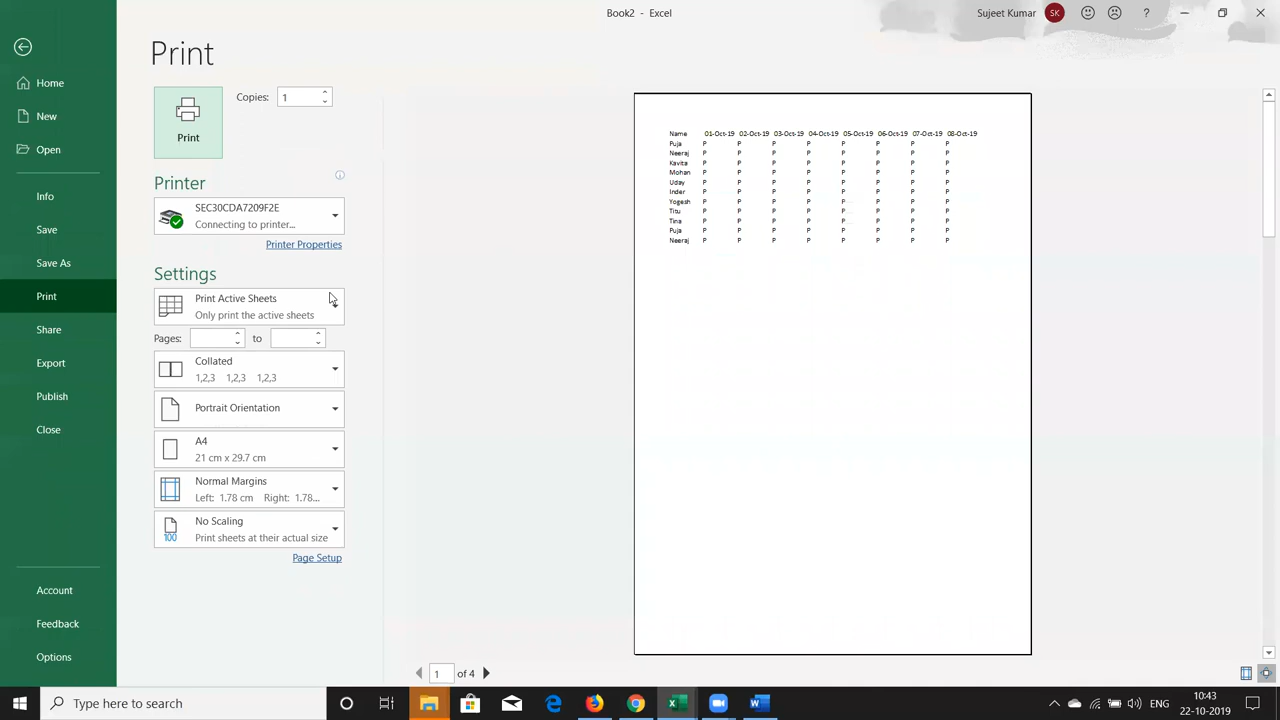 Book2 - Excel
Sujeet Kumar
SK
?
Print
Home
New
Open
Info
Save
Save As
Print
Share
Export
Publish
Close
Account
Feedback
Options
Print
Copies: 1
Printer
SEC30CDA7209F2E
Connecting to printer...
Printer Properties
Settings
Print Active Sheets
Only print the active sheets
Pages: to
Collated
1,2,3 1,2,3 1,2,3
Portrait Orientation
A4
21 cm x 29.7 cm
Normal Margins
Left: 1.78 cm Right: 1.78...
100
No Scaling
Print sheets at their actual size
Page Setup
Name 01-Oct-19 02-Oct-19 03-Oct-19 04-Oct-19 05-Oct-19 06-Oct-19 07-Oct-19 08-Oct-19
Puja P P P P P P P P
Neeraj P P P P P P P P
Kavita P P P P P P P P
Mohan P P P P P P P P
Uday P P P P P P P P
Inder P P P P P P P P
Yogesh P P P P P P P P
Titu P P P P P P P P
Tina P P P P P P P P
Puja P P P P P P P P
Neeraj P P P P P P P P
1 of 4
Type here to search
ENG
10:43
22-10-2019